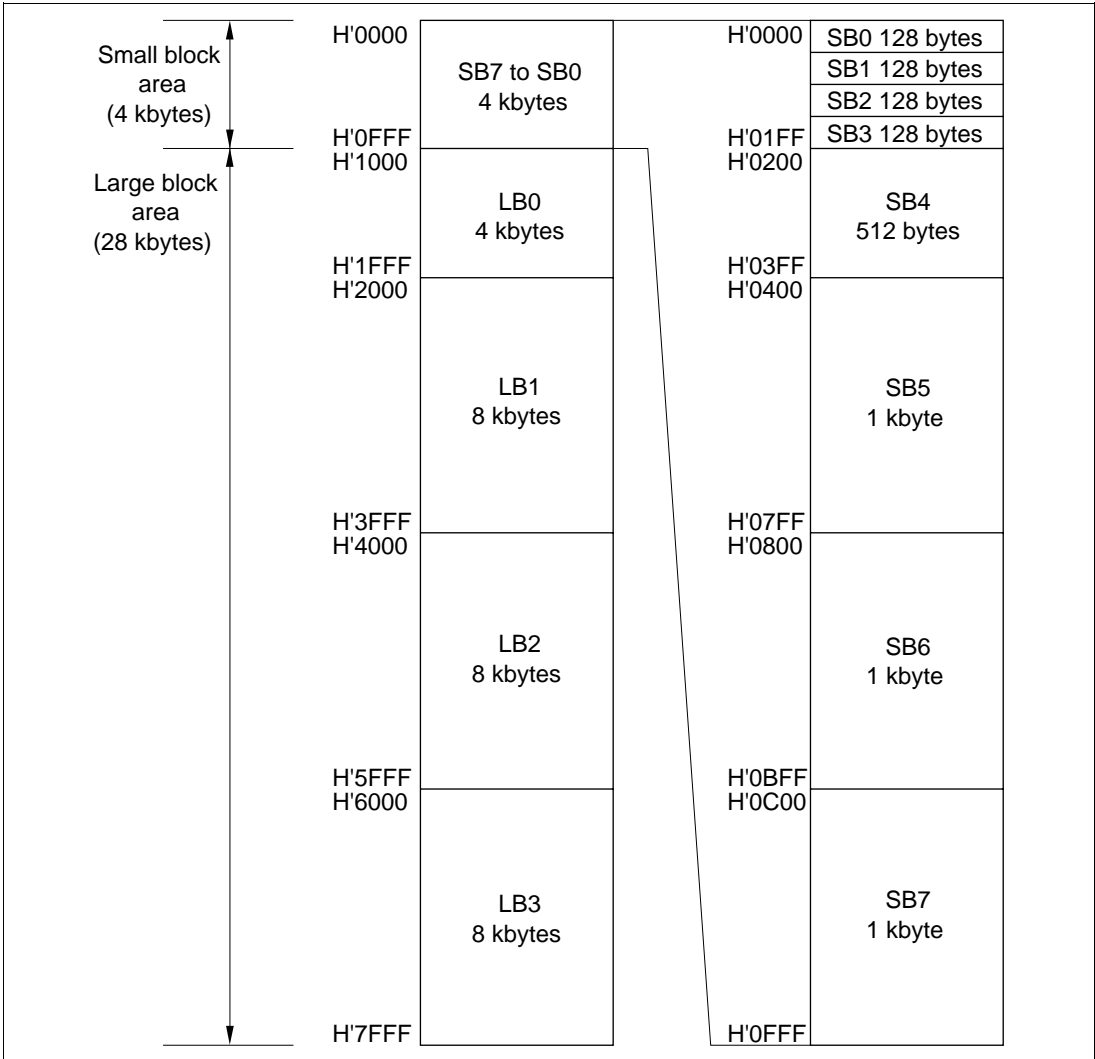 Small block
area
(4 kbytes)
Large block
area
(28 kbytes)
H'0000
SB7 to SB0
4 kbytes
H'0FFF
H'1000
LB0
4 kbytes
H'1FFF
H'2000
LB1
8 kbytes
H'3FFF
H'4000
LB2
8 kbytes
H'5FFF
H'6000
LB3
8 kbytes
H'7FFF
H'0000
SB0 128 bytes
SB1 128 bytes
SB2 128 bytes
SB3 128 bytes
H'01FF
H'0200
SB4
512 bytes
H'03FF
H'0400
SB5
1 kbyte
H'07FF
H'0800
SB6
1 kbyte
H'0BFF
H'0C00
SB7
1 kbyte
H'0FFF